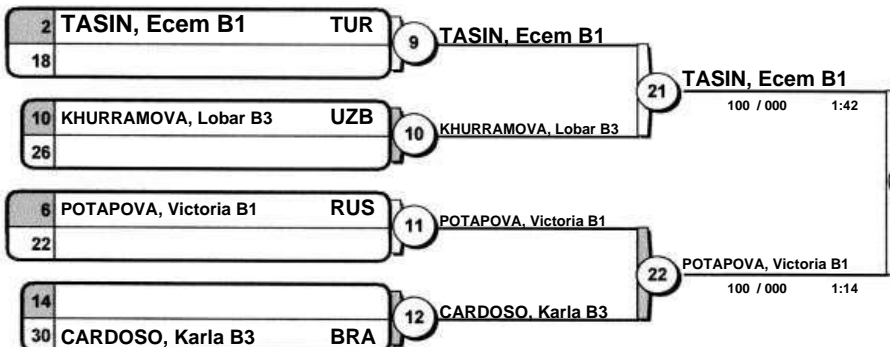 2 TASIN, Ecem B1 TUR
18
9 TASIN, Ecem B1
10 KHURRAMOVA, Lobar B3 UZB
26
10 KHURRAMOVA, Lobar B3
21 TASIN, Ecem B1
100 / 000 1:42
6 POTAPOVA, Victoria B1 RUS
22
11 POTAPOVA, Victoria B1
14
30 CARDOSO, Karla B3 BRA
12 CARDOSO, Karla B3
22 POTAPOVA, Victoria B1
100 / 000 1:14